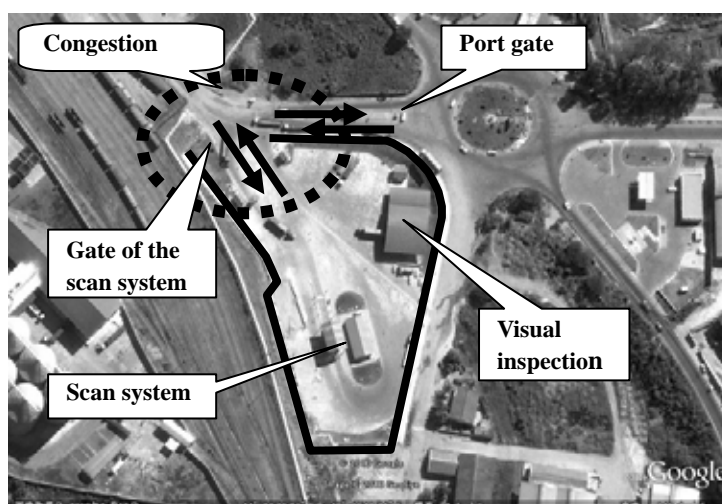 Congestion
Port gate
Gate of the
scan system
Visual
inspection
Scan system
Google